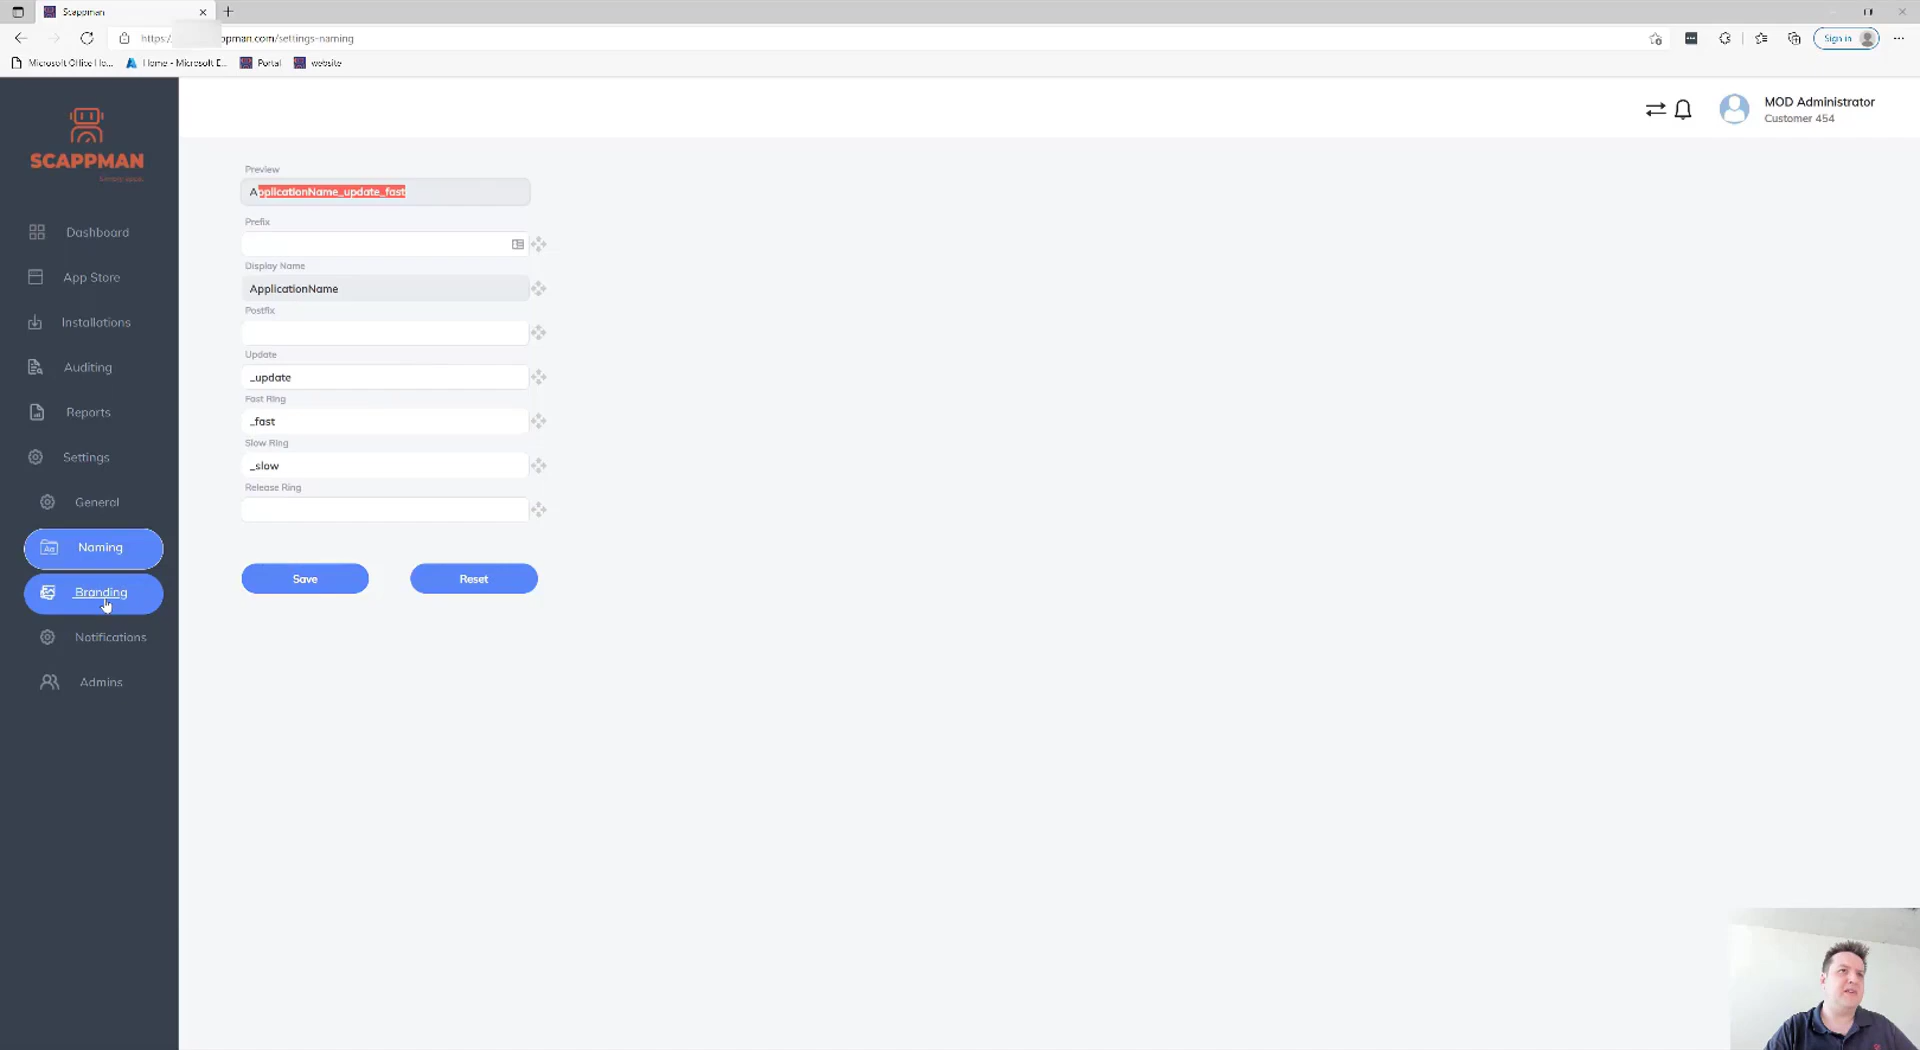 Scappman
https:/ pman.com/settings-naming
Sign in
Microsoft Office Ho...
Home - Microsoft E...
Portal
website
SCAPPMAN
MOD Administrator
Customer 454
Dashboard
App Store
Installations
Auditing
Reports
Settings
General
Naming
Branding
Notifications
Admins
Preview
ApplicationName_update_fast
Prefix
Display Name
ApplicationName
Postfix
Update
_update
Fast Ring
_fast
Slow Ring
_slow
Release Ring
Save
Reset